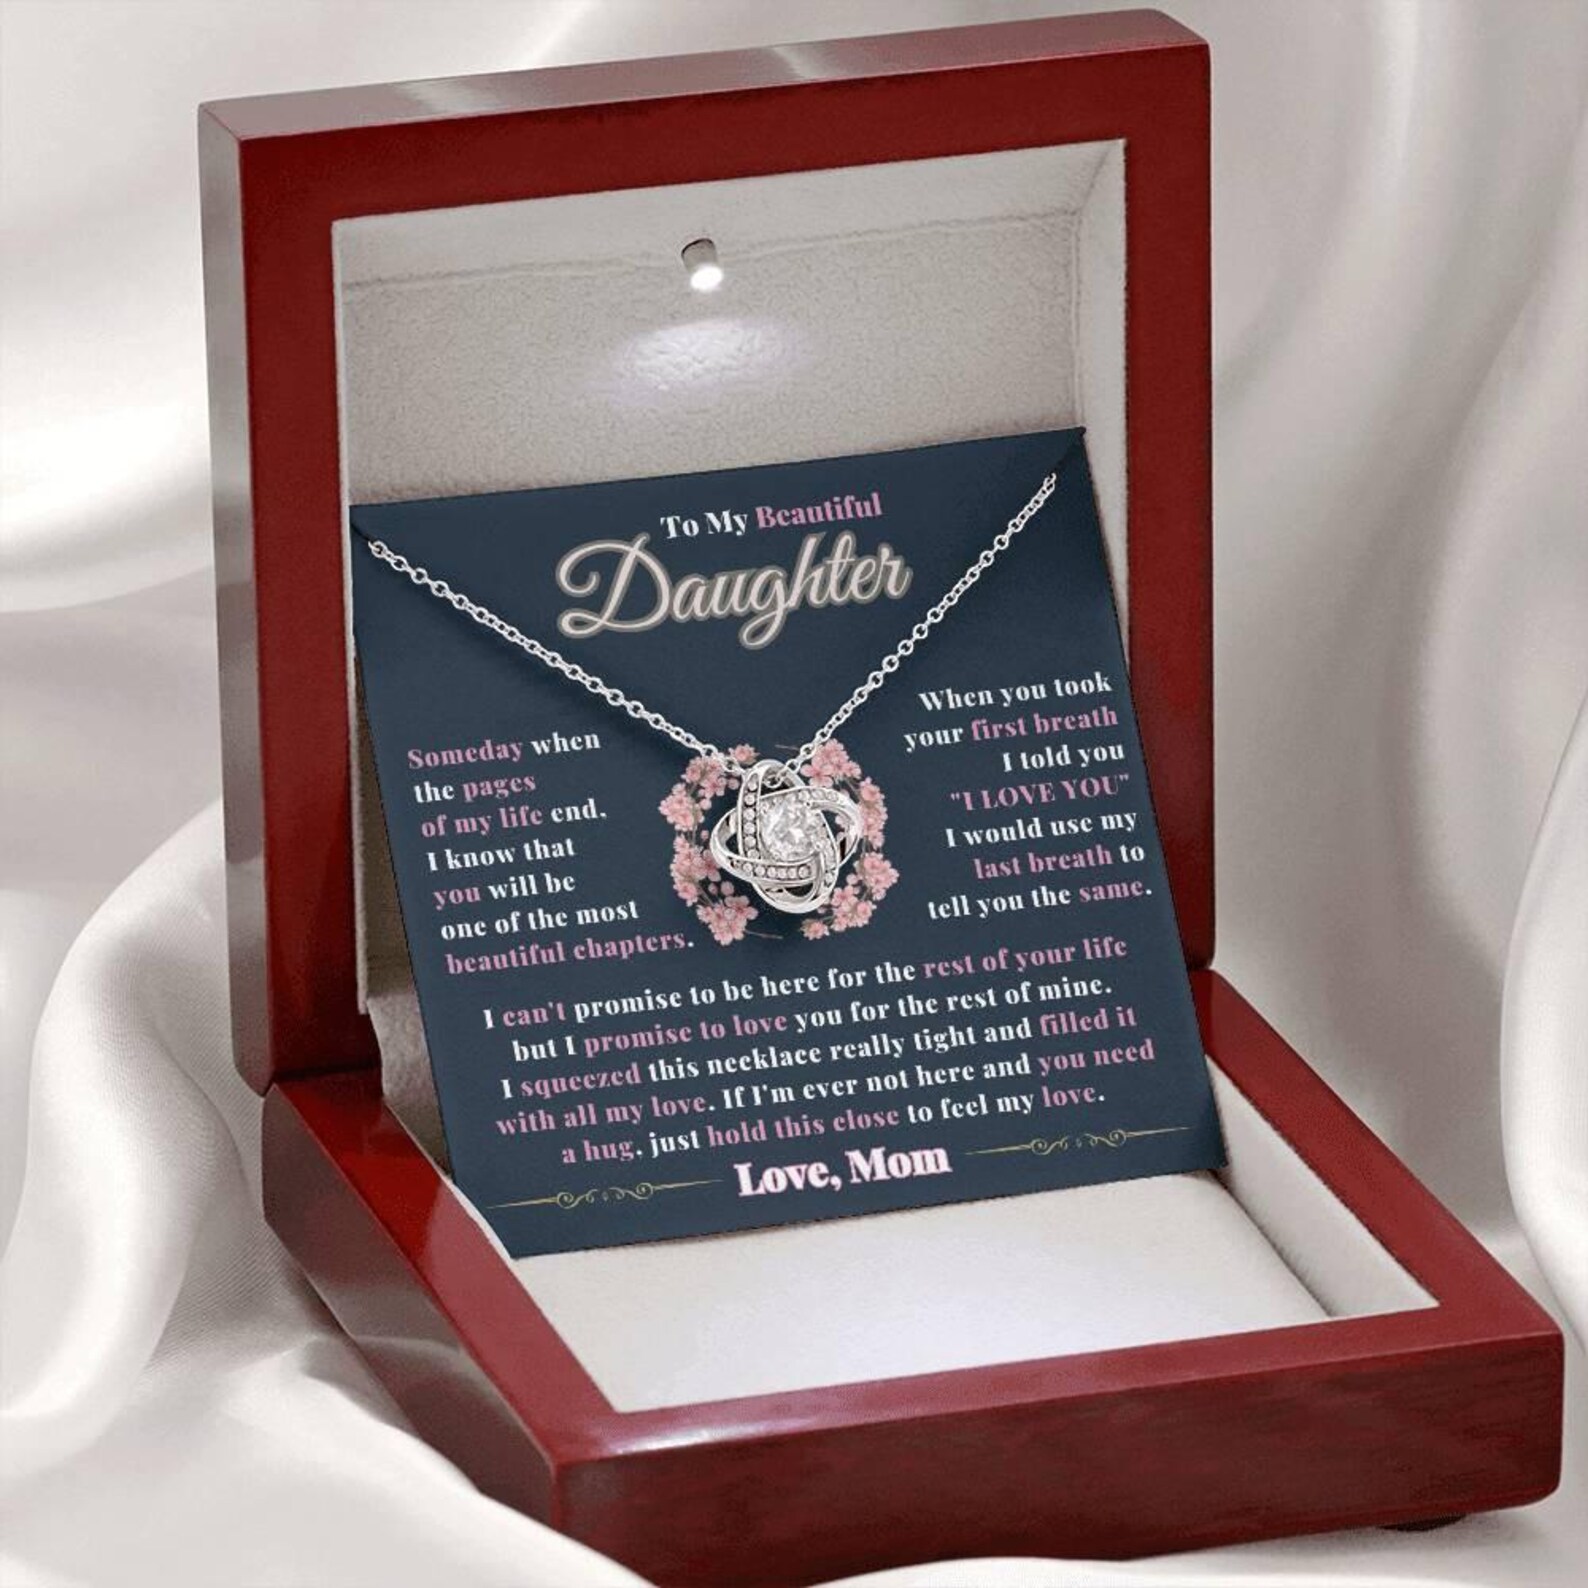 To My Beautiful
Daughter
Someday when
the pages
of my life end,
I know that
you will be
one of the most
beautiful chapters.
When you took
your first breath
I told you
"I LOVE YOU"
I would use my
last breath to
tell you the same.
I can't promise to be here for the rest of your life
but I promise to love you for the rest of mine.
I squeezed this necklace really tight and filled it
with all my love. If I'm ever not here and you need
a hug, just hold this close to feel my love.
Love, Mom